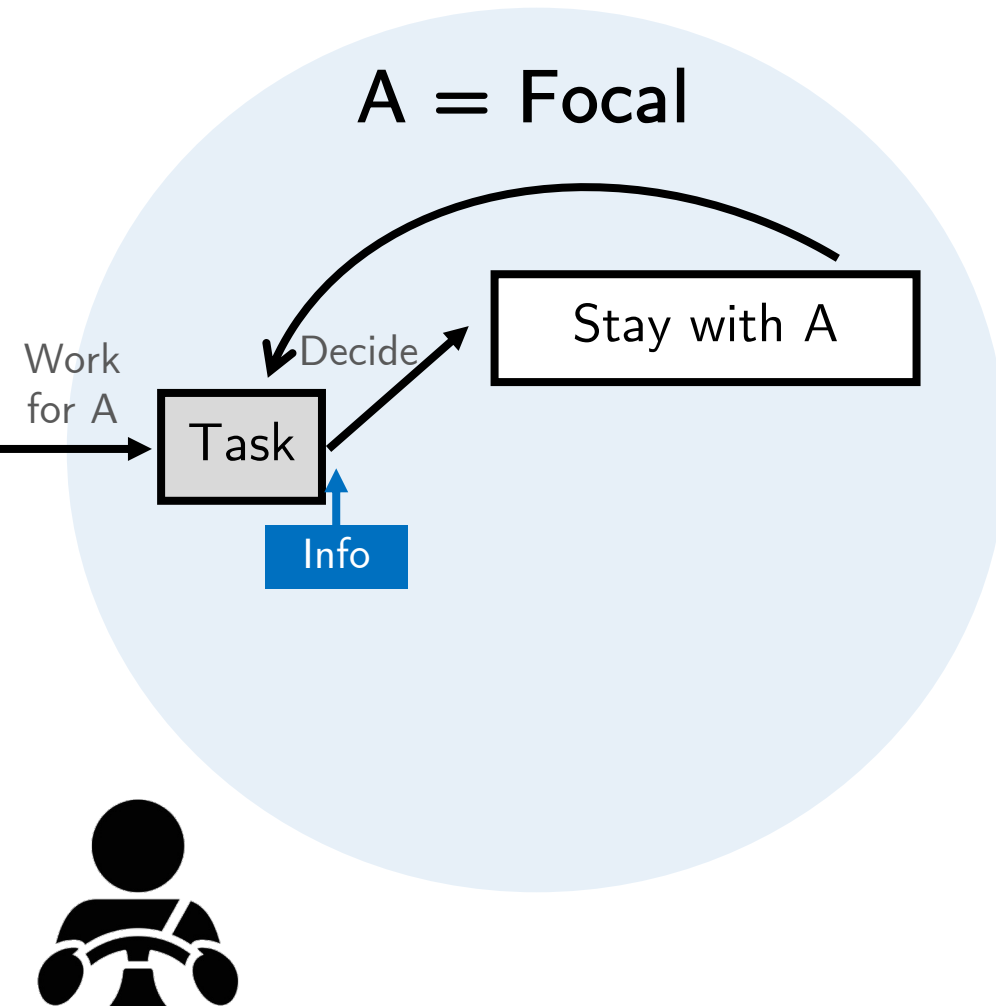 A = Focal
Stay with A
Decide
Work
for A
Task
Info